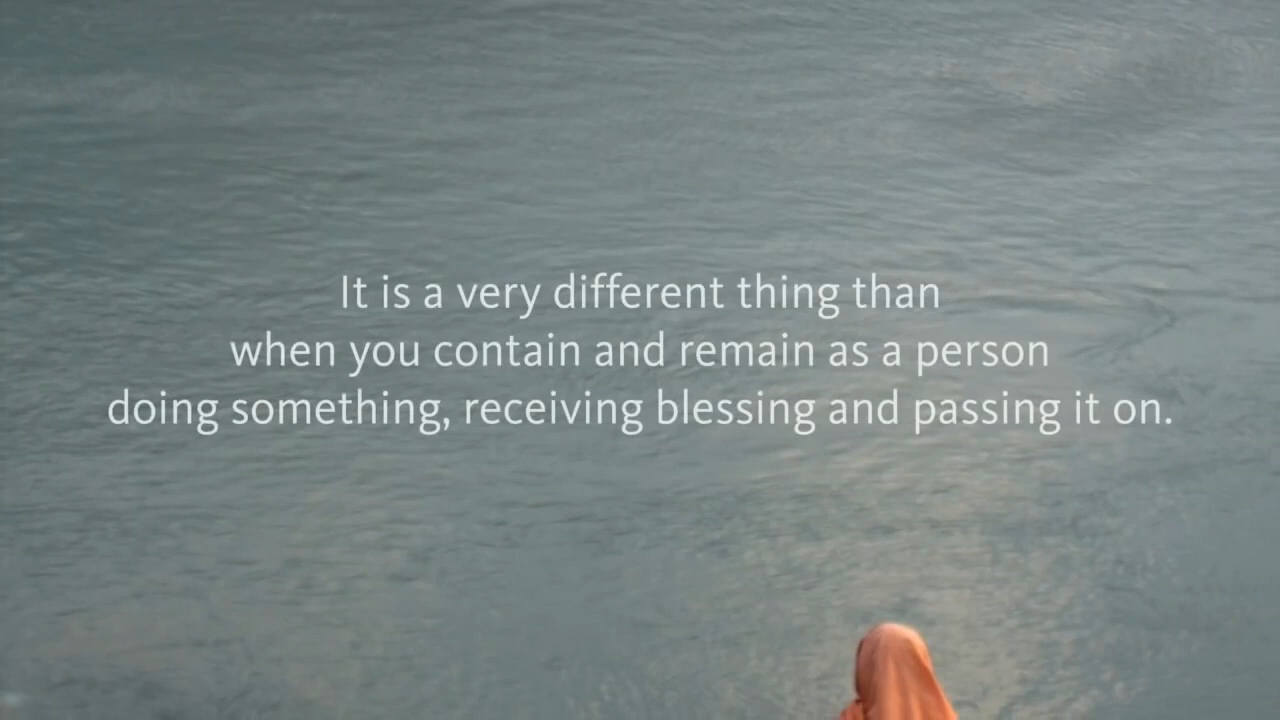 It is a very different thing than
when you contain and remain as a person
doing something, receiving blessing and passing it on.